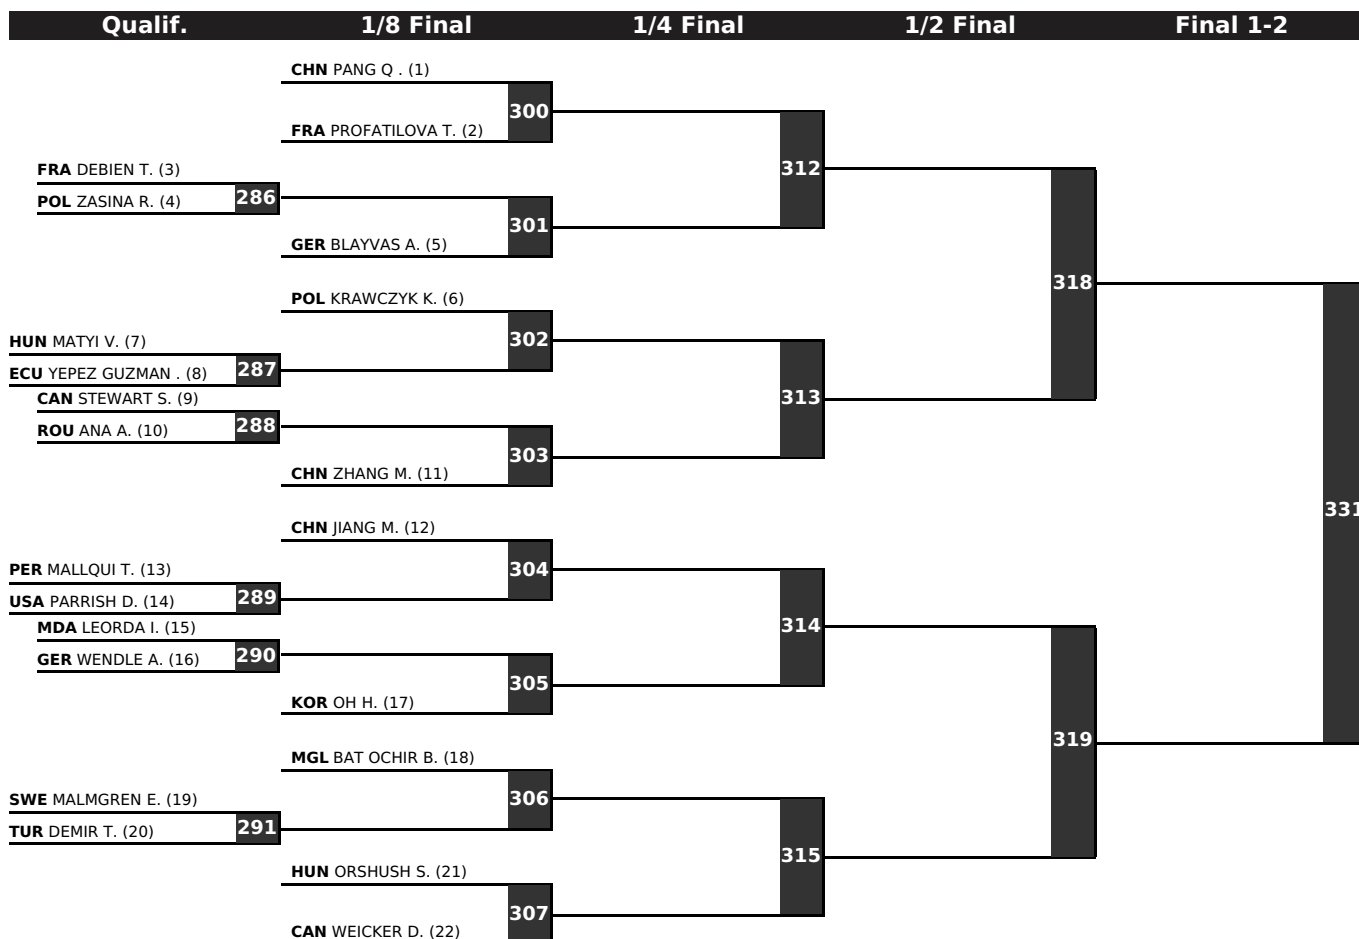 Qualif. 1/8 Final 1/4 Final 1/2 Final Final 1-2
CHN PANG Q . (1)
300
FRA PROFATILOVA T. (2)
312
FRA DEBIEN T. (3)
POL ZASINA R. (4)
286
301
GER BLAYVAS A. (5)
318
POL KRAWCZYK K. (6)
302
HUN MATYI V. (7)
ECU YEPEZ GUZMAN . (8)
287
313
CAN STEWART S. (9)
ROU ANA A. (10)
288
303
CHN ZHANG M. (11)
331
CHN JIANG M. (12)
304
PER MALLQUI T. (13)
USA PARRISH D. (14)
289
314
MDA LEORDA I. (15)
GER WENDLE A. (16)
290
305
KOR OH H. (17)
319
MGL BAT OCHIR B. (18)
306
SWE MALMGREN E. (19)
TUR DEMIR T. (20)
291
315
HUN ORSHUSH S. (21)
307
CAN WEICKER D. (22)